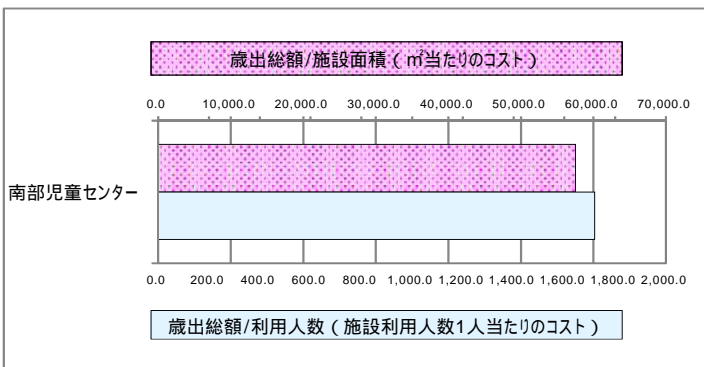 歳出総額/施設面積（㎡当たりのコスト）
0.0 10,000.0 20,000.0 30,000.0 40,000.0 50,000.0 60,000.0 70,000.0
南部児童センター
0.0 200.0 400.0 600.0 800.0 1,000.0 1,200.0 1,400.0 1,600.0 1,800.0 2,000.0
歳出総額/利用人数（施設利用人数1人当たりのコスト）